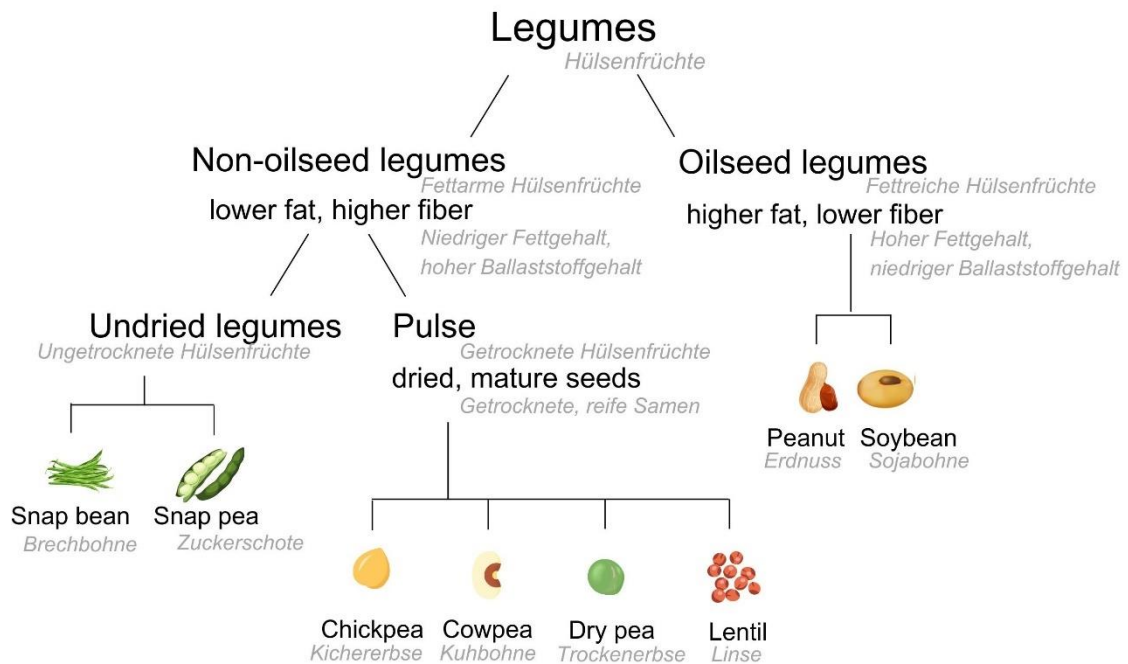 Legumes
Hülsenfrüchte
Non-oilseed legumes
Fettarme Hülsenfrüchte
lower fat, higher fiber
Niedriger Fettgehalt,
hoher Ballaststoffgehalt
Oilseed legumes
Fettreiche Hülsenfrüchte
higher fat, lower fiber
Hoher Fettgehalt,
niedriger Ballaststoffgehalt
Undried legumes
Ungetrocknete Hülsenfrüchte
Pulse
Getrocknete Hülsenfrüchte
dried, mature seeds
Getrocknete, reife Samen
Peanut
Erdnuss
Soybean
Sojabohne
Snap bean
Brechbohne
Snap pea
Zuckerschote
Chickpea
Kichererbse
Cowpea
Kuhbohne
Dry pea
Trockenerbse
Lentil
Linse